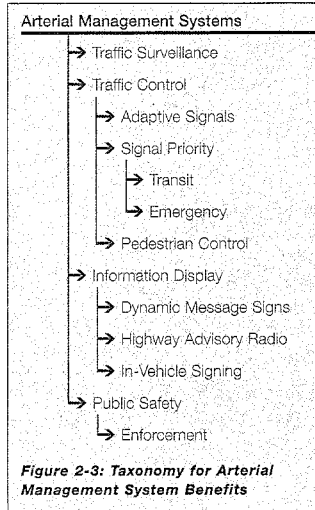 Arterial Management Systems
Traffic Surveillance
Traffic Control
Adaptive Signals
Signal Priority
Transit
Emergency
Pedestrian Control
Information Display
Dynamic Message Signs
Highway Advisory Radio
In-Vehicle Signing
Public Safety
Enforcement
Figure 2-3: Taxonomy for Arterial
Management System Benefits